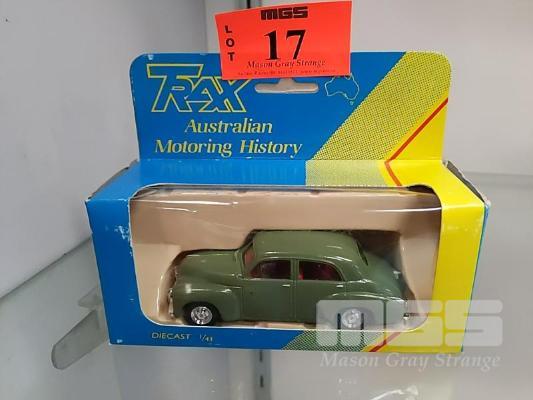 MGS
LOT
17
Mason Gray Strange
TRAX
Australian
Motoring History
DIECAST 1/43
MGS
Mason Gray Strange